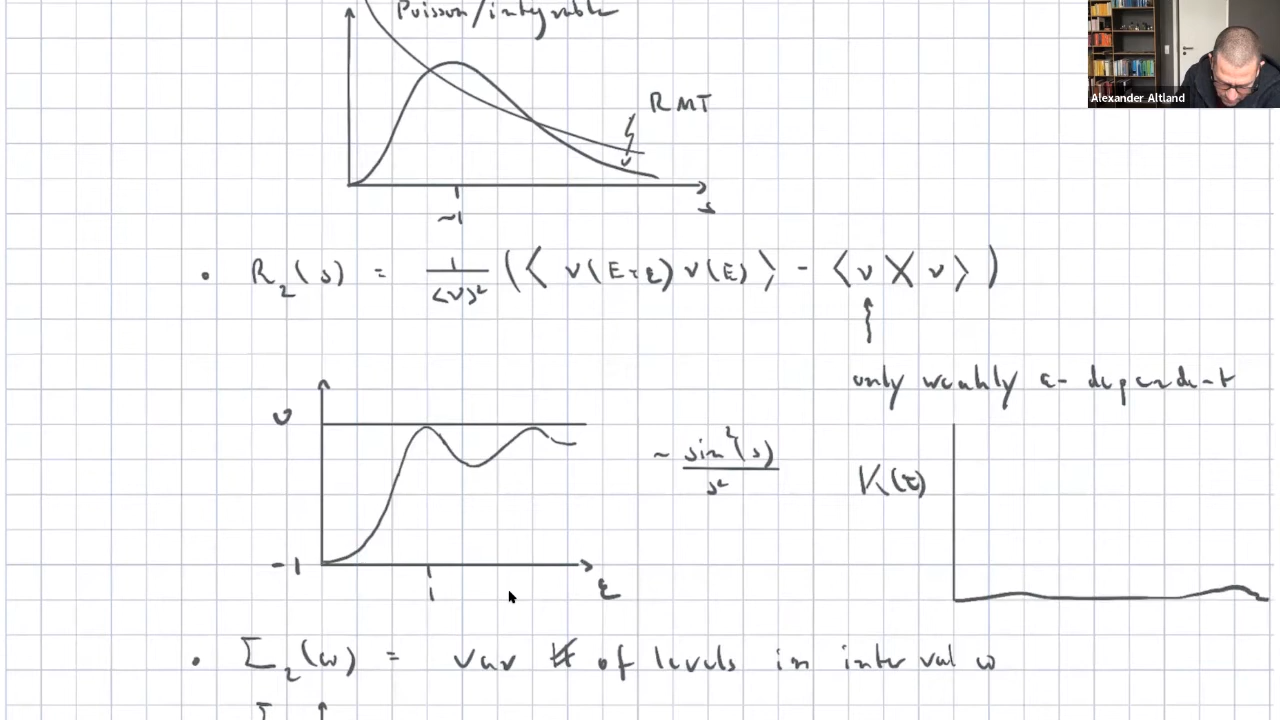 Poisson/integrable
Alexander Altland
RMT
~1
s
• R₂(s) = 1/<ν>² (⟨ν(E+ε) ν(E)⟩ - ⟨ν⟩⟨ν⟩)
only weakly ε-dependent
0
~ sin²(s)/s²
K(τ)
-1
1
ε
• Σ₂(ω) = var # of levels in interval ω
Σ